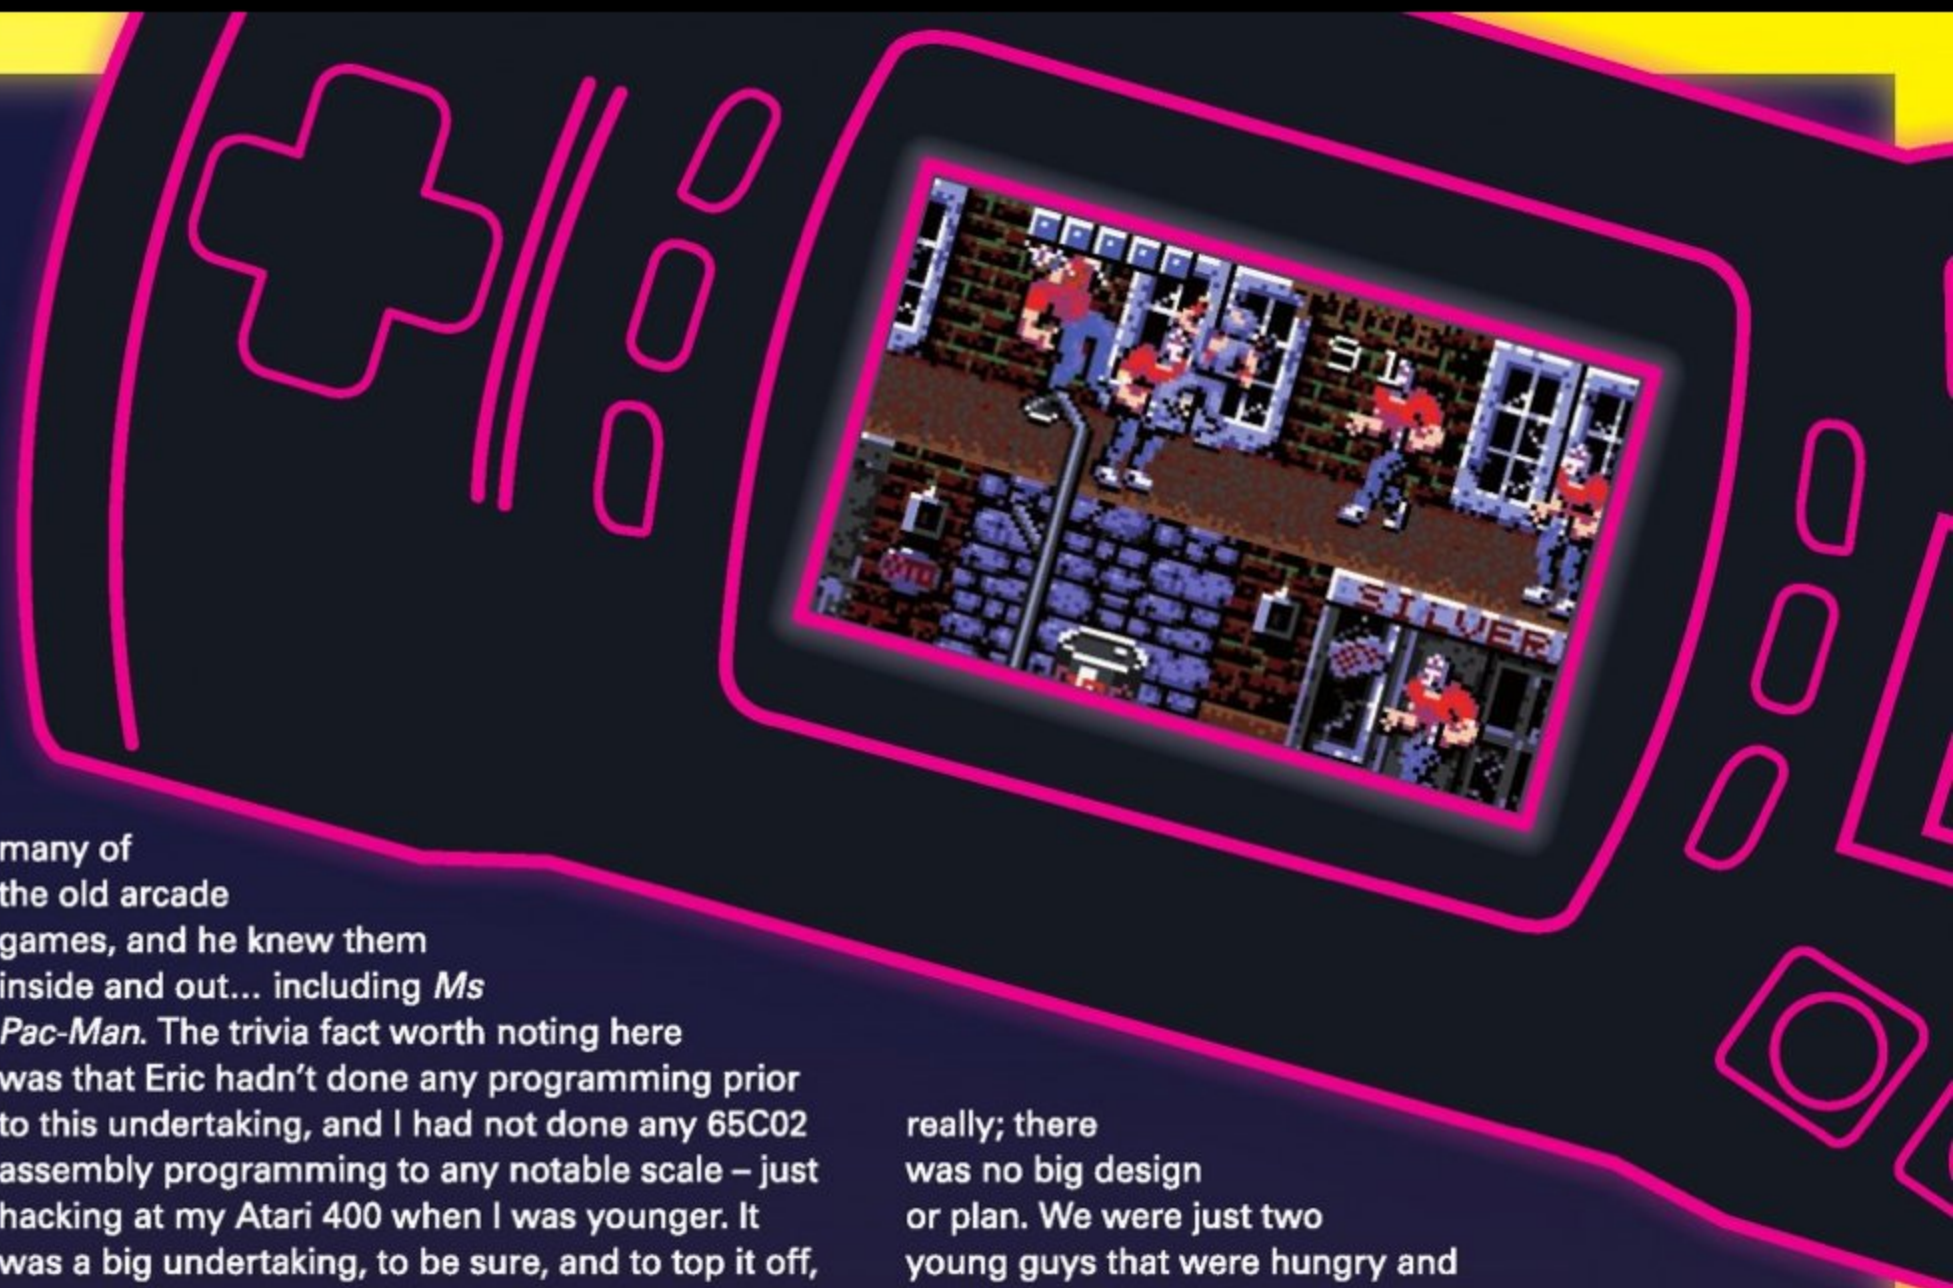 91
SILVER
many of
the old arcade
games, and he knew them
inside and out... including Ms
Pac-Man. The trivia fact worth noting here
was that Eric hadn't done any programming prior
to this undertaking, and I had not done any 65C02
assembly programming to any notable scale – just
hacking at my Atari 400 when I was younger. It
was a big undertaking, to be sure, and to top it off,
really; there
was no big design
or plan. We were just two
young guys that were hungry and